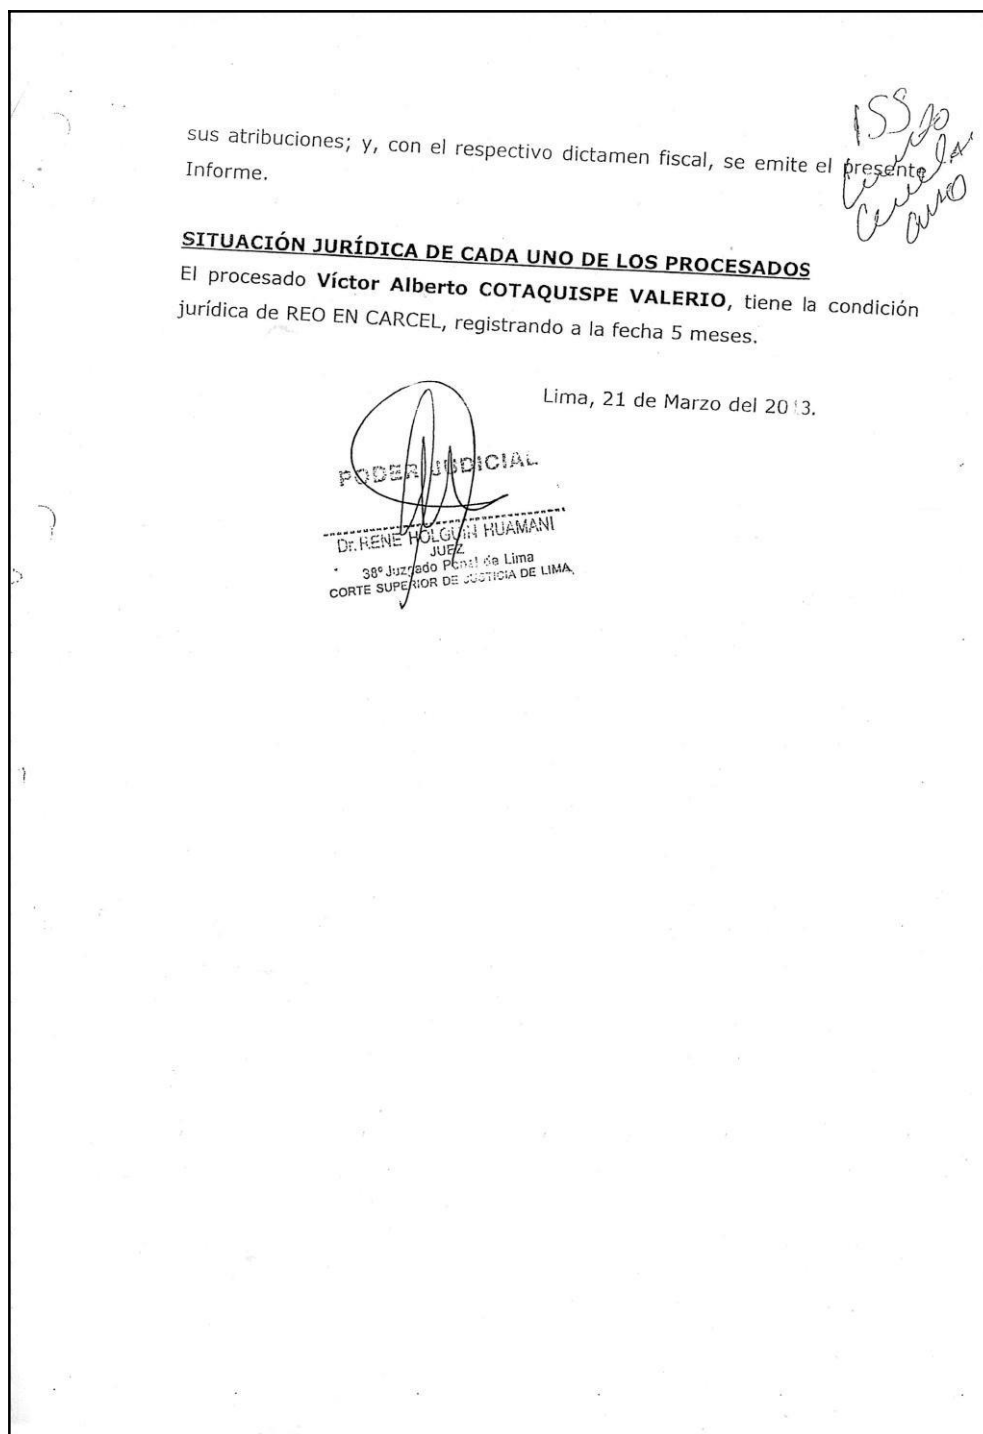 155
sus atribuciones; y, con el respectivo dictamen fiscal, se emite el presente
Informe.
SITUACIÓN JURÍDICA DE CADA UNO DE LOS PROCESADOS
El procesado Víctor Alberto COTAQUISPE VALERIO, tiene la condición
jurídica de REO EN CARCEL, registrando a la fecha 5 meses.
Lima, 21 de Marzo del 2013.
PODER JUDICIAL
Dr. RENE HOLGUIN HUAMANI
JUEZ
38º Juzgado Penal de Lima
CORTE SUPERIOR DE JUSTICIA DE LIMA